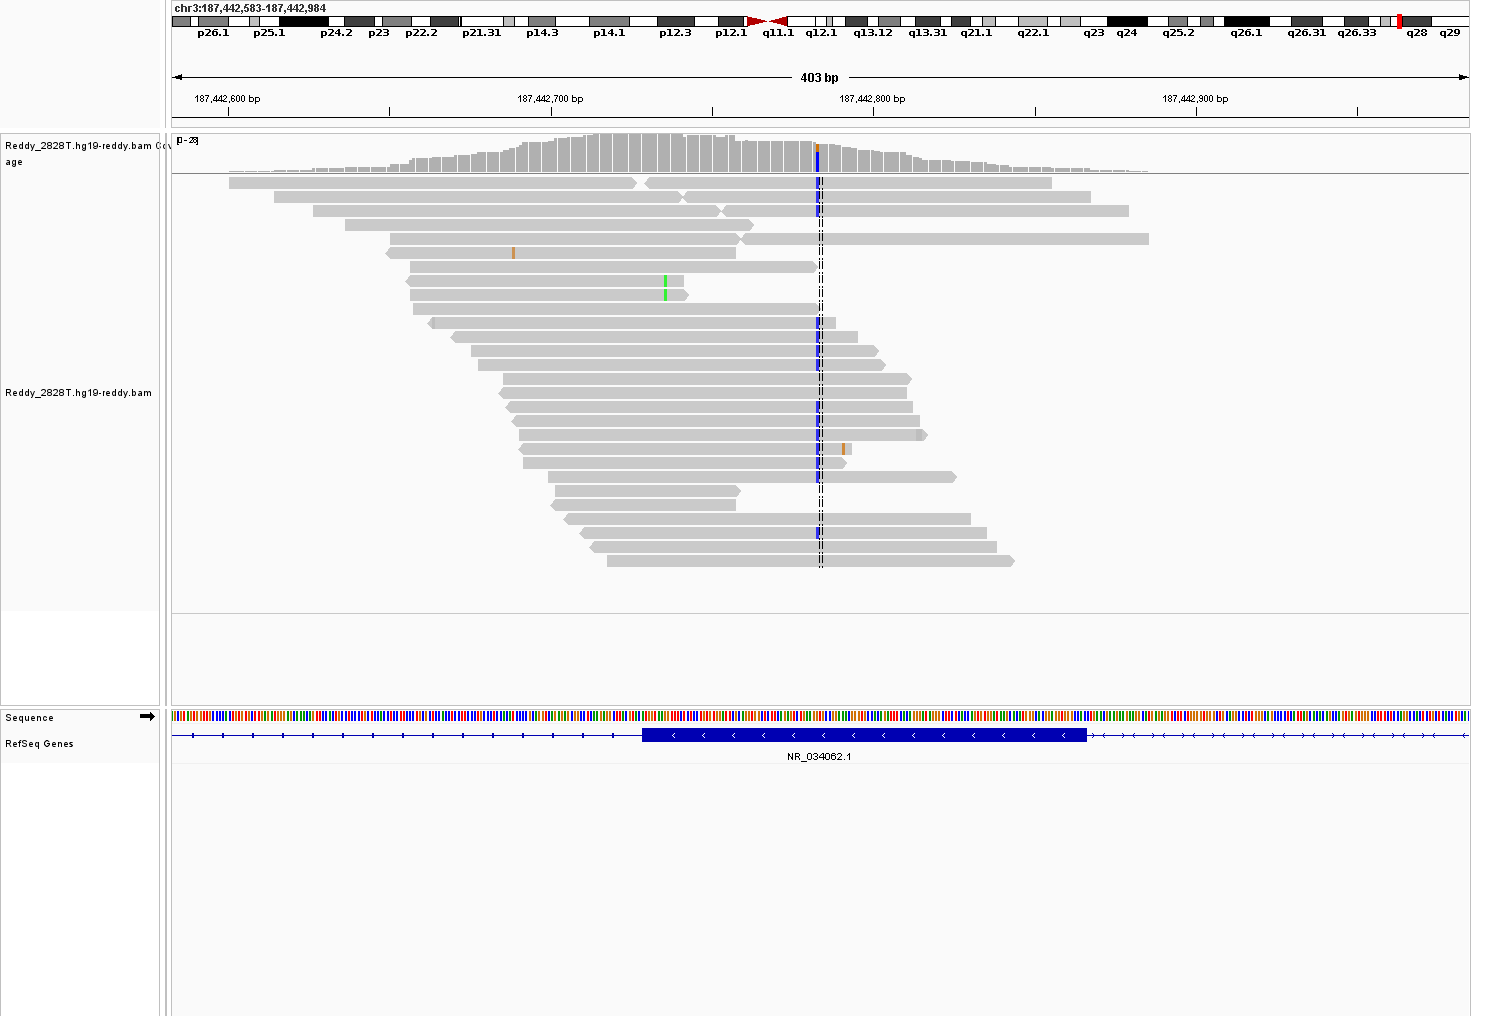 chr3:187,442,583-187,442,984
p26.1 p25.1 p24.2 p23 p22.2 p21.31 p14.3 p14.1 p12.3 p12.1 q11.1 q12.1 q13.12 q13.31 q21.1 q22.1 q23 q24 q25.2 q26.1 q26.31 q26.33 q28 q29
403 bp
187,442,600 bp 187,442,700 bp 187,442,800 bp 187,442,900 bp
Reddy_2828T.hg19-reddy.bam Cov
age
[0 - 28]
Reddy_2828T.hg19-reddy.bam
Sequence
RefSeq Genes
NR_034062.1